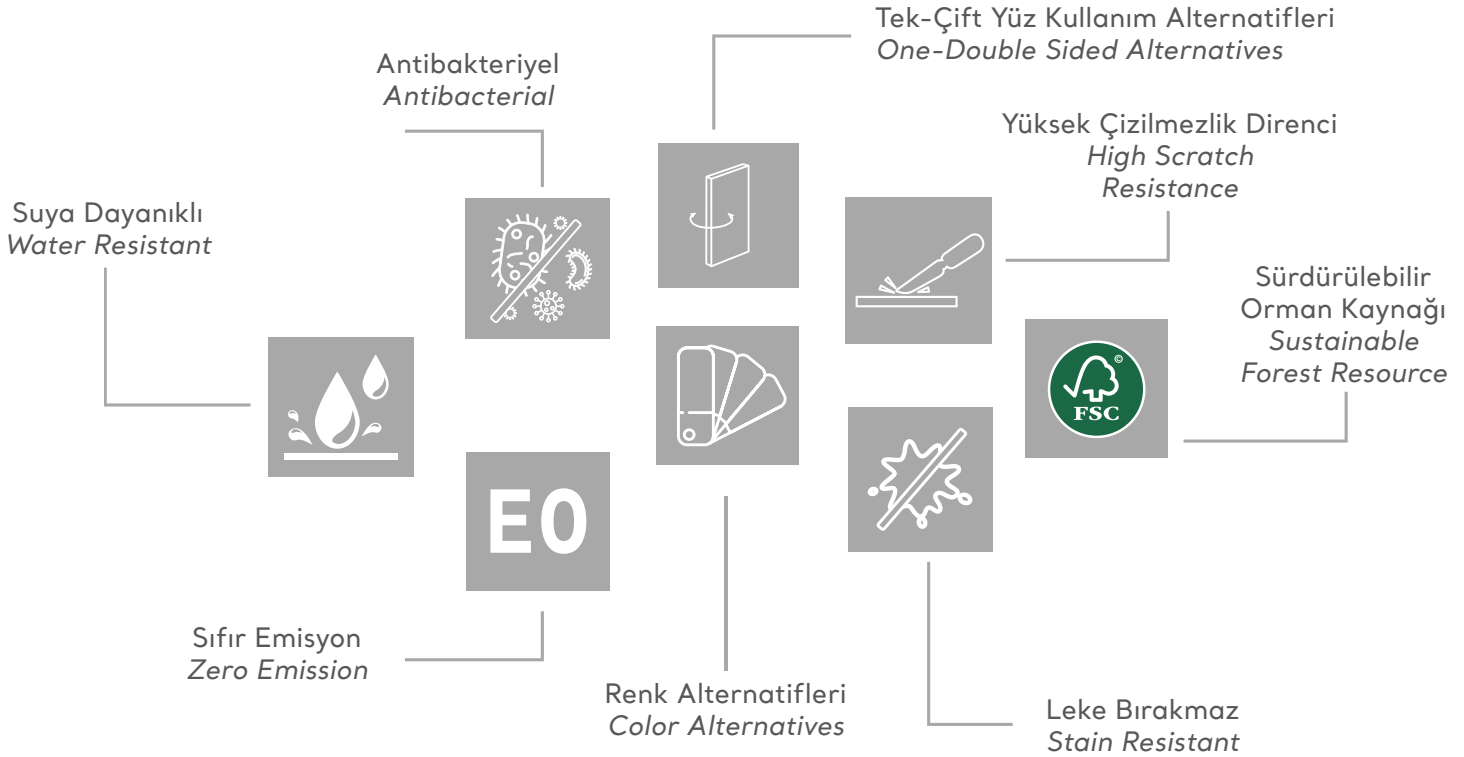 Tek-Çift Yüz Kullanım Alternatifleri
One-Double Sided Alternatives
Antibakteriyel
Antibacterial
Yüksek Çizilmezlik Direnci
High Scratch
Resistance
Suya Dayanıklı
Water Resistant
Sürdürülebilir
Orman Kaynağı
Sustainable
Forest Resource
©
FSC
E0
Sıfır Emisyon
Zero Emission
Renk Alternatifleri
Color Alternatives
Leke Bırakmaz
Stain Resistant